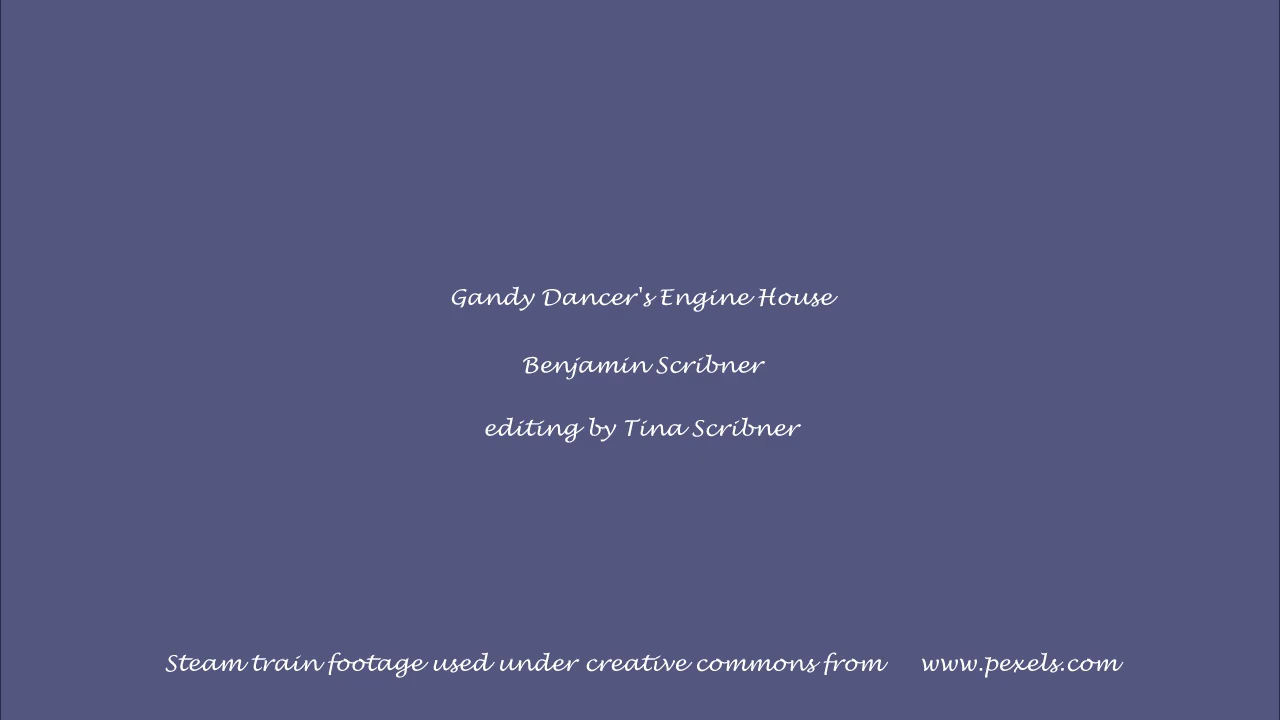 Gandy Dancer's Engine House
Benjamin Scribner
editing by Tina Scribner
Steam train footage used under creative commons from www.pexels.com